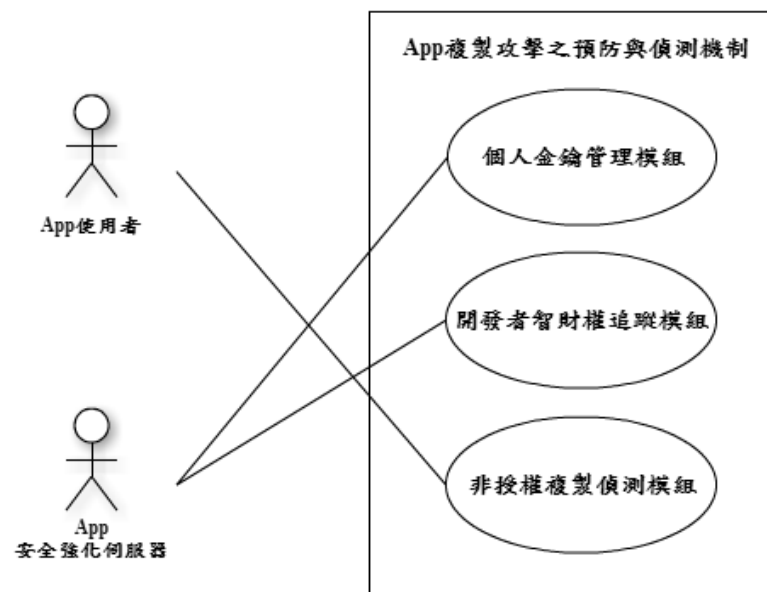 App複製攻擊之預防與偵測機制
個人金鑰管理模組
App使用者
開發者智財權追蹤模組
非授權複製偵測模組
App
安全強化伺服器